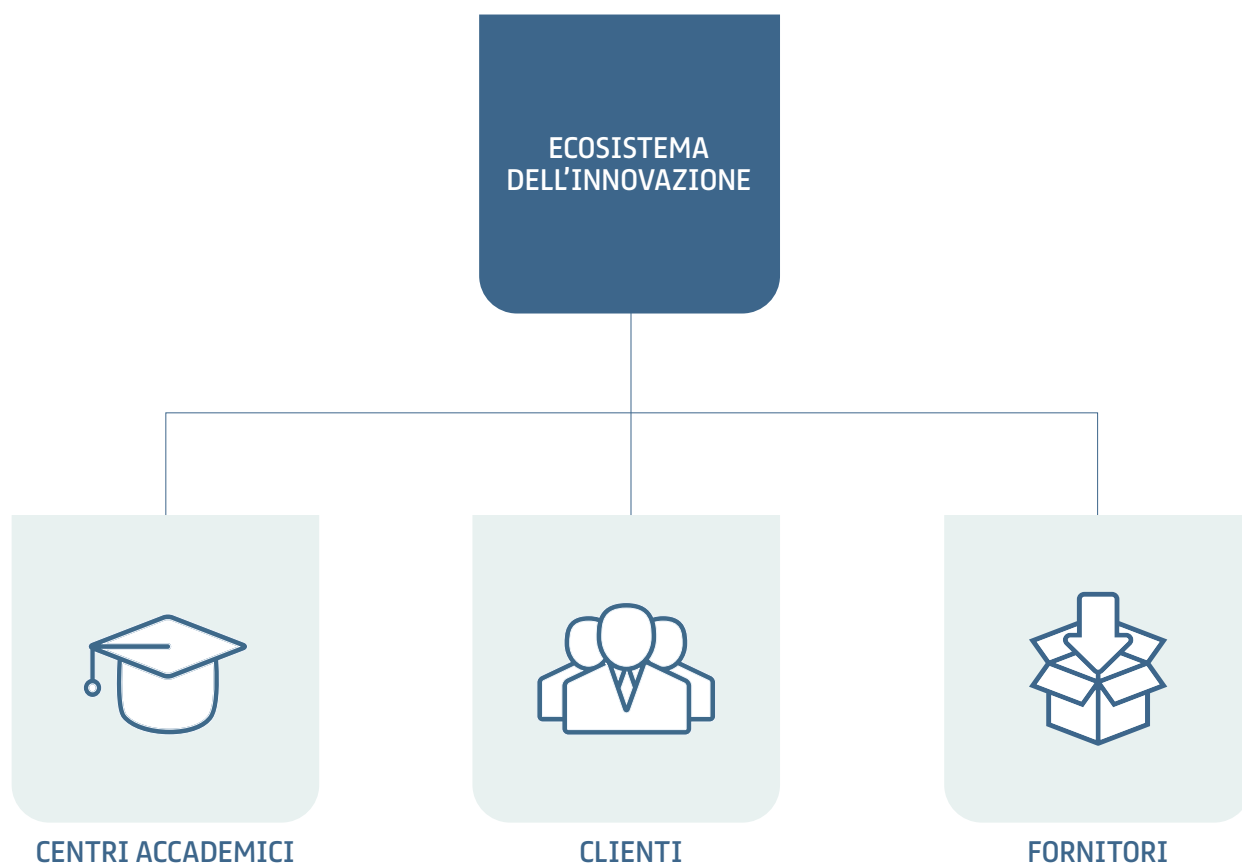 ECOSISTEMA
DELL’INNOVAZIONE
CENTRI ACCADEMICI
CLIENTI
FORNITORI